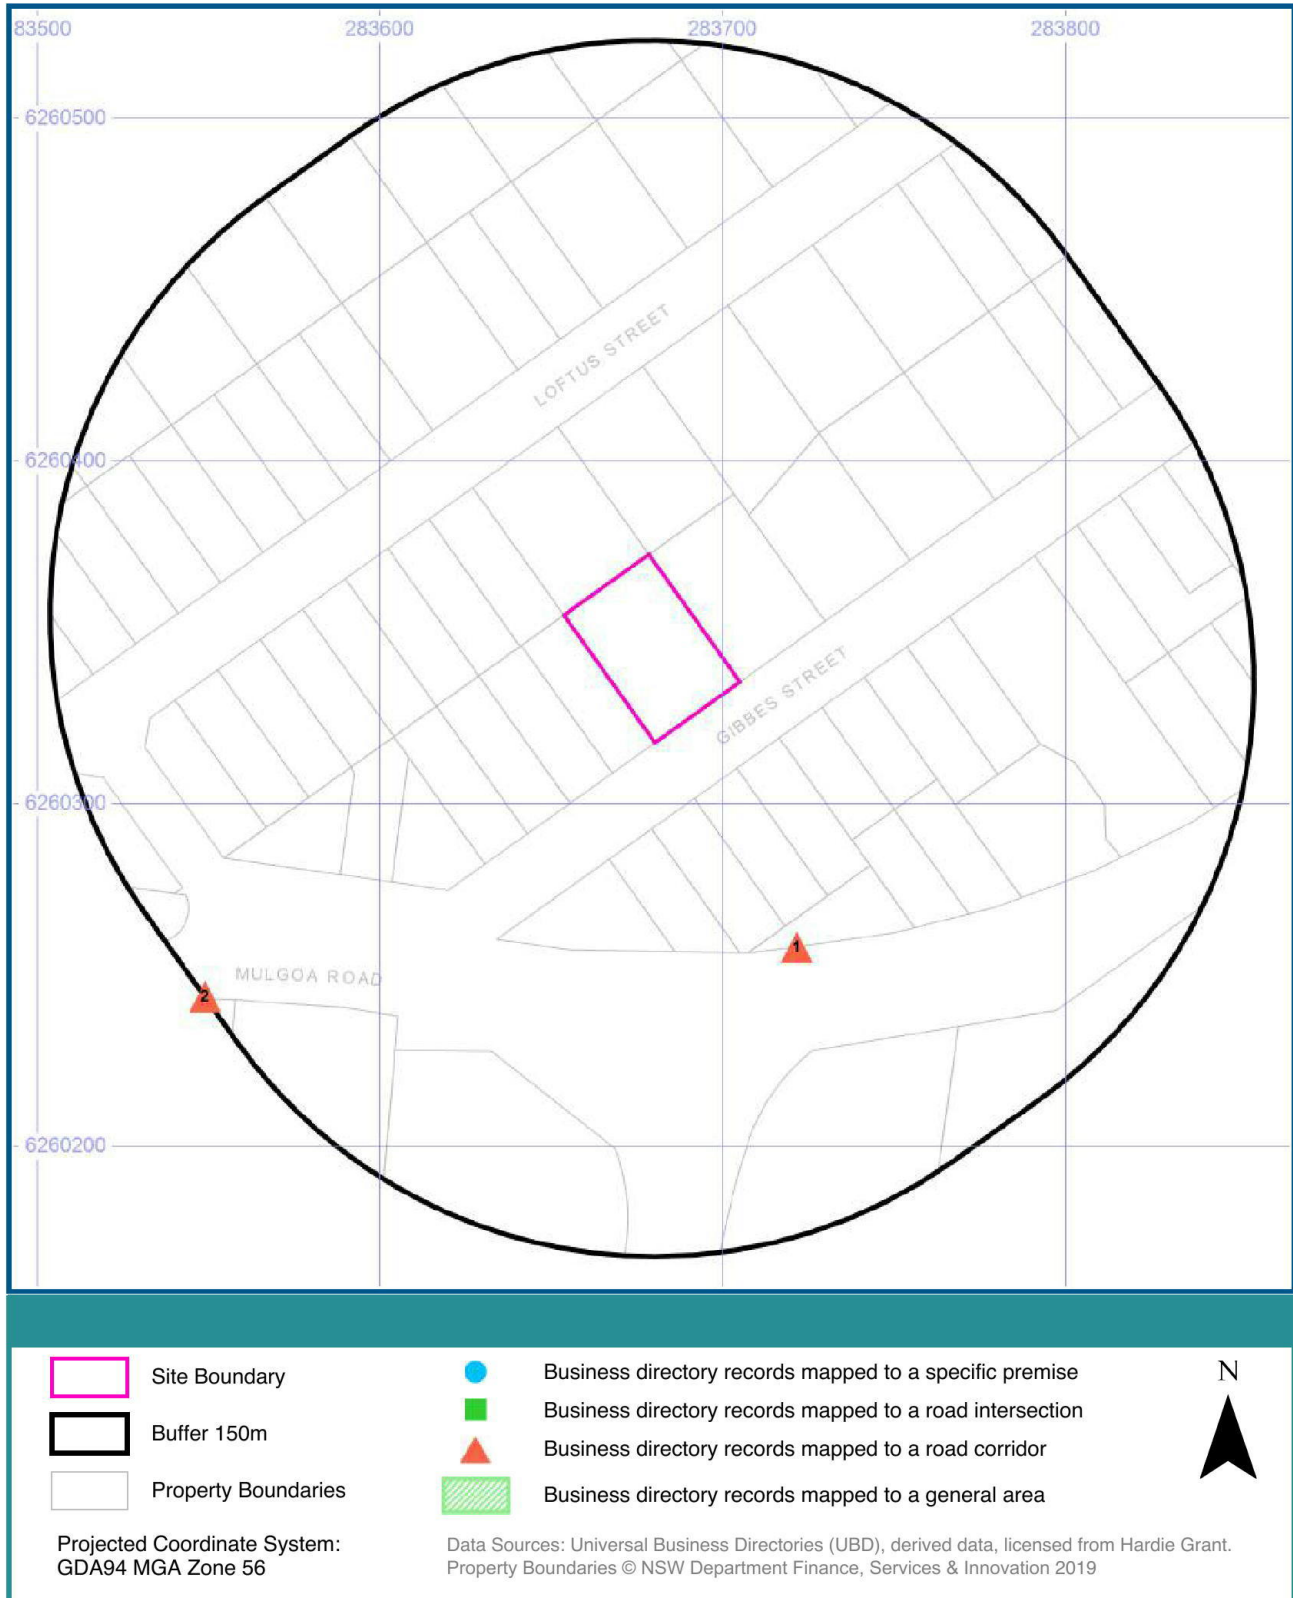 83500 283600 283700 283800
6260500
LOFTUS STREET
6260400
GIBBES STREET
6260300
1
MULGOA ROAD
2
6260200
Site Boundary
Buffer 150m
Property Boundaries
Projected Coordinate System:
GDA94 MGA Zone 56
Business directory records mapped to a specific premise
Business directory records mapped to a road intersection
Business directory records mapped to a road corridor
Business directory records mapped to a general area
Data Sources: Universal Business Directories (UBD), derived data, licensed from Hardie Grant.
Property Boundaries © NSW Department Finance, Services & Innovation 2019
N